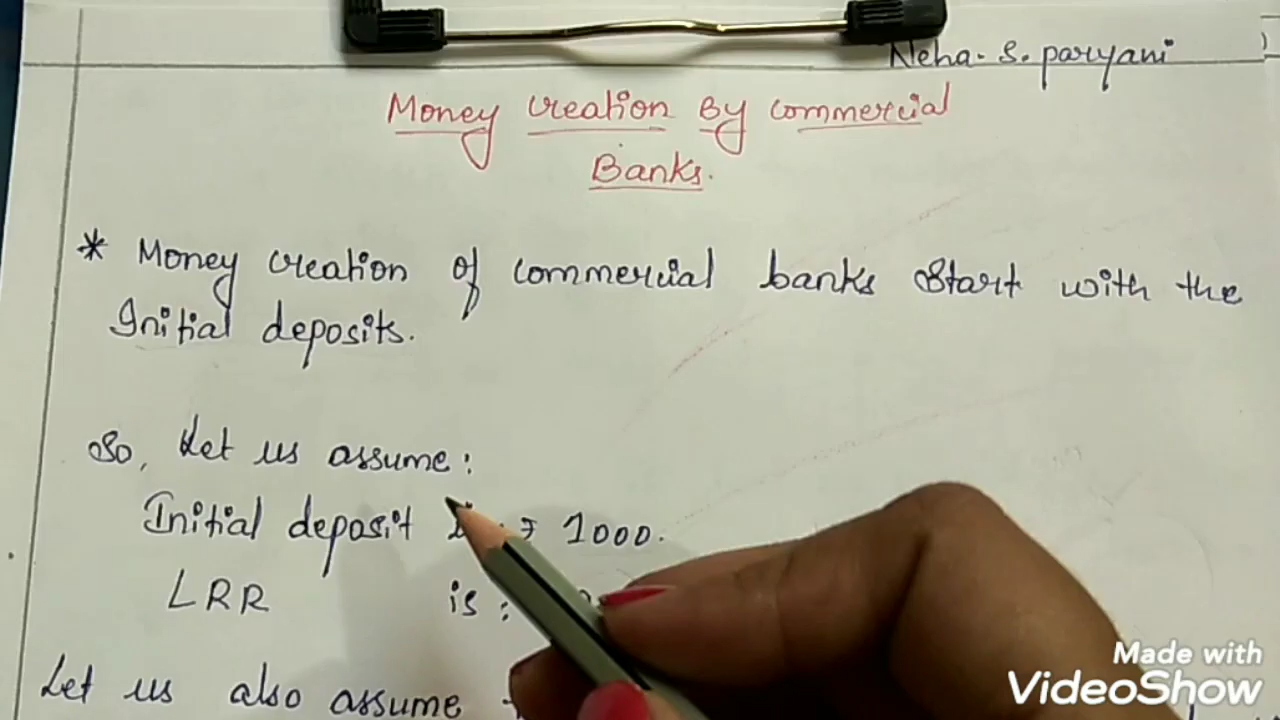 Neha. S. paryani
Money creation By commercial
Banks.
* Money creation of commercial banks start with the
Initial deposits.
So, Let us assume:
Initial deposit is : ₹ 1000.
LRR is :
Let us also assume
Made with
VideoShow